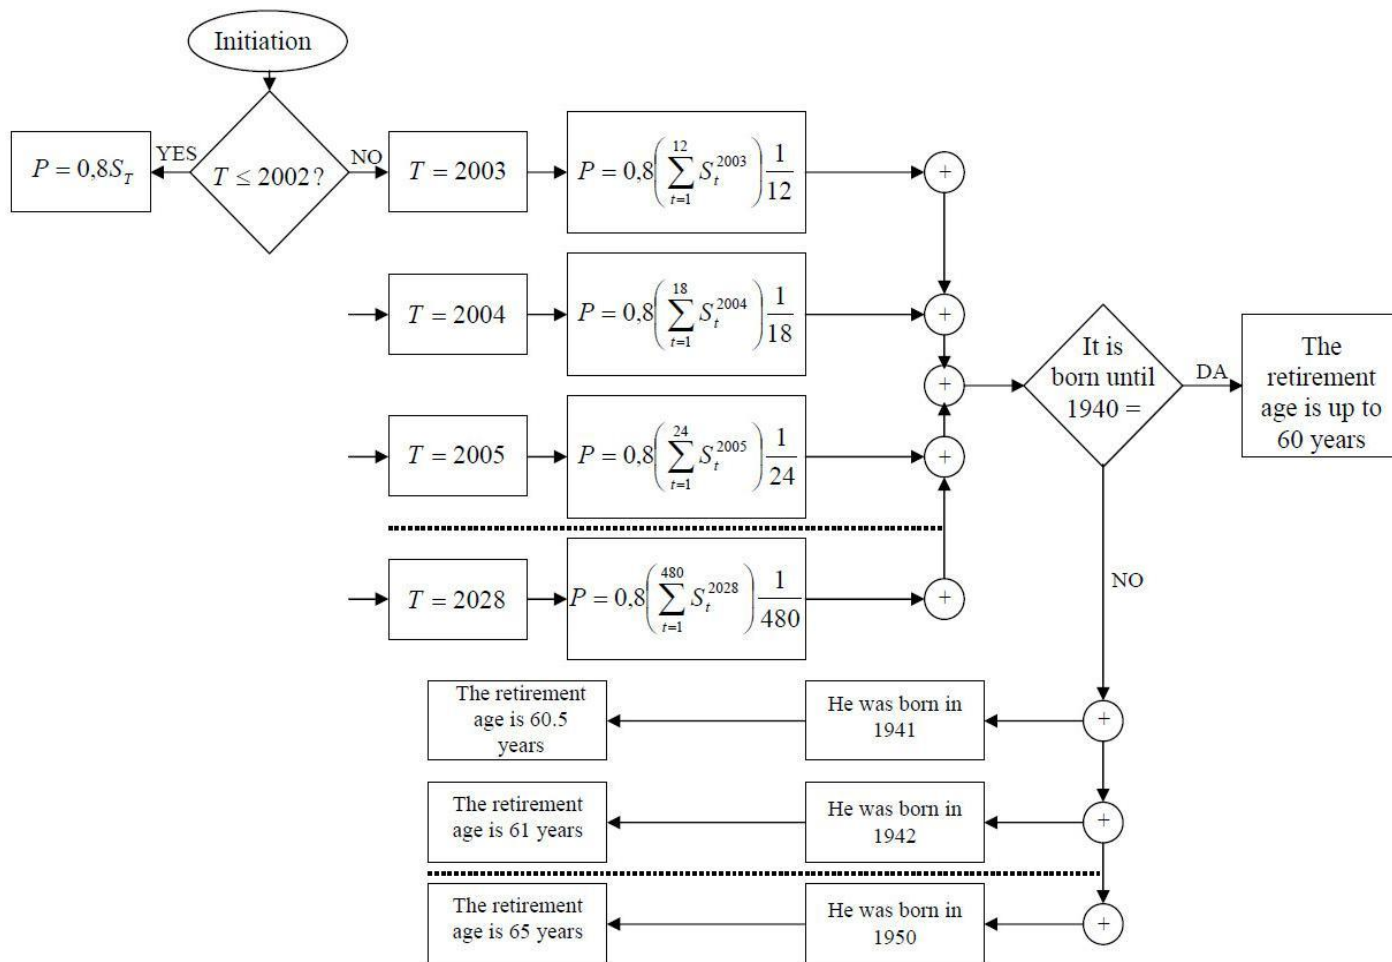 Initiation
P = 0,8S_T
YES
T ≤ 2002?
NO
T = 2003
P = 0,8(∑_{t=1}^{12} S_t^{2003}) 1/12
+
T = 2004
P = 0,8(∑_{t=1}^{18} S_t^{2004}) 1/18
+
+
T = 2005
P = 0,8(∑_{t=1}^{24} S_t^{2005}) 1/24
+
T = 2028
P = 0,8(∑_{t=1}^{480} S_t^{2028}) 1/480
+
It is
born until
1940 =
DA
The
retirement
age is up to
60 years
NO
The retirement
age is 60.5
years
He was born in
1941
+
The retirement
age is 61 years
He was born in
1942
+
The retirement
age is 65 years
He was born in
1950
+